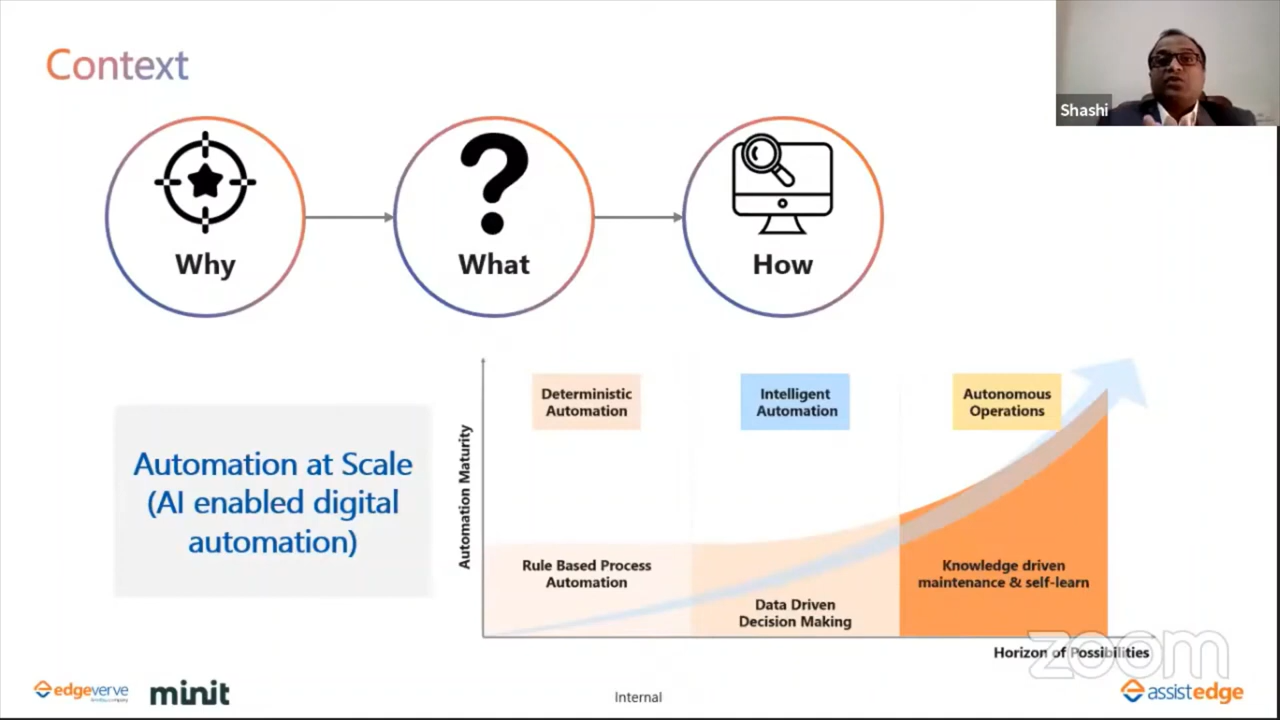 Context
Shashi
Why
What
How
Automation at Scale
(AI enabled digital
automation)
Automation Maturity
Deterministic
Automation
Intelligent
Automation
Autonomous
Operations
Rule Based Process
Automation
Data Driven
Decision Making
Knowledge driven
maintenance & self-learn
Horizon of Possibilities
zoom
edgeverve
minit
Internal
assistedge